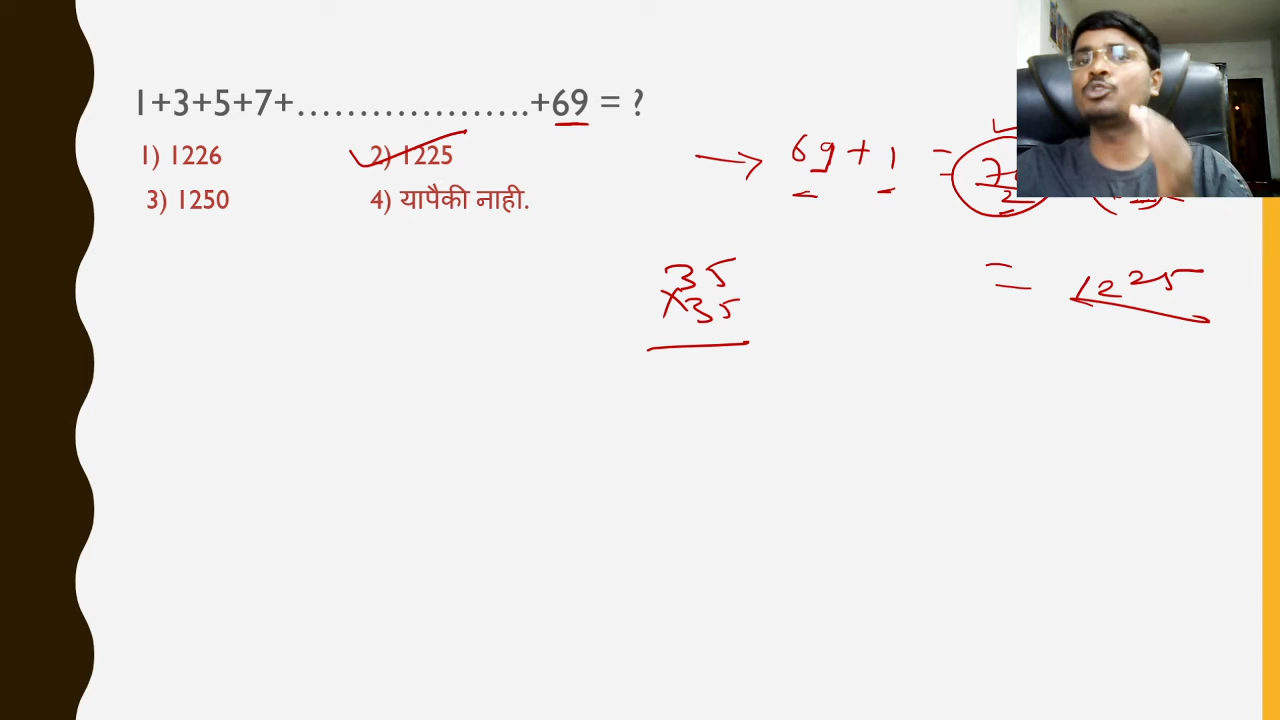 1+3+5+7+………………….+69 = ?
1) 1226 2) 1225
3) 1250 4) यापैकी नाही.
→ 69 + 1 =
35
×35
= 1225